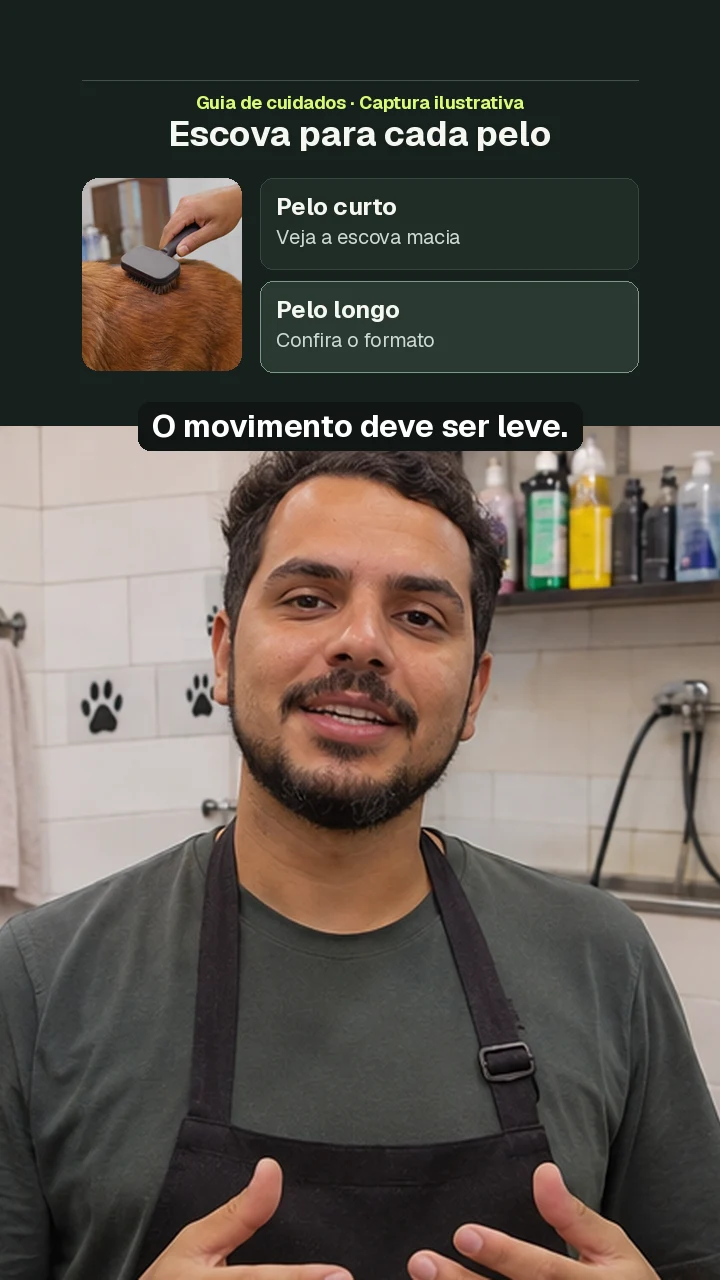 Guia de cuidados · Captura ilustrativa
Escova para cada pelo
Pelo curto
Veja a escova macia
Pelo longo
Confira o formato
O movimento deve ser leve.